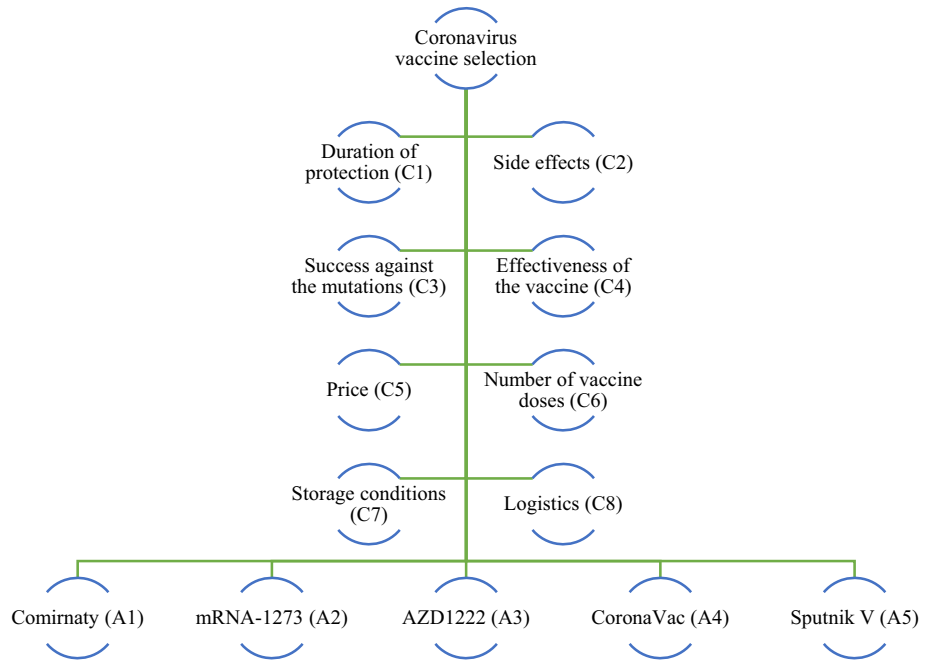 Coronavirus
vaccine selection
Duration of
protection (C1)
Side effects (C2)
Success against
the mutations (C3)
Effectiveness of
the vaccine (C4)
Price (C5)
Number of vaccine
doses (C6)
Storage conditions
(C7)
Logistics (C8)
Comirnaty (A1)
mRNA-1273 (A2)
AZD1222 (A3)
CoronaVac (A4)
Sputnik V (A5)